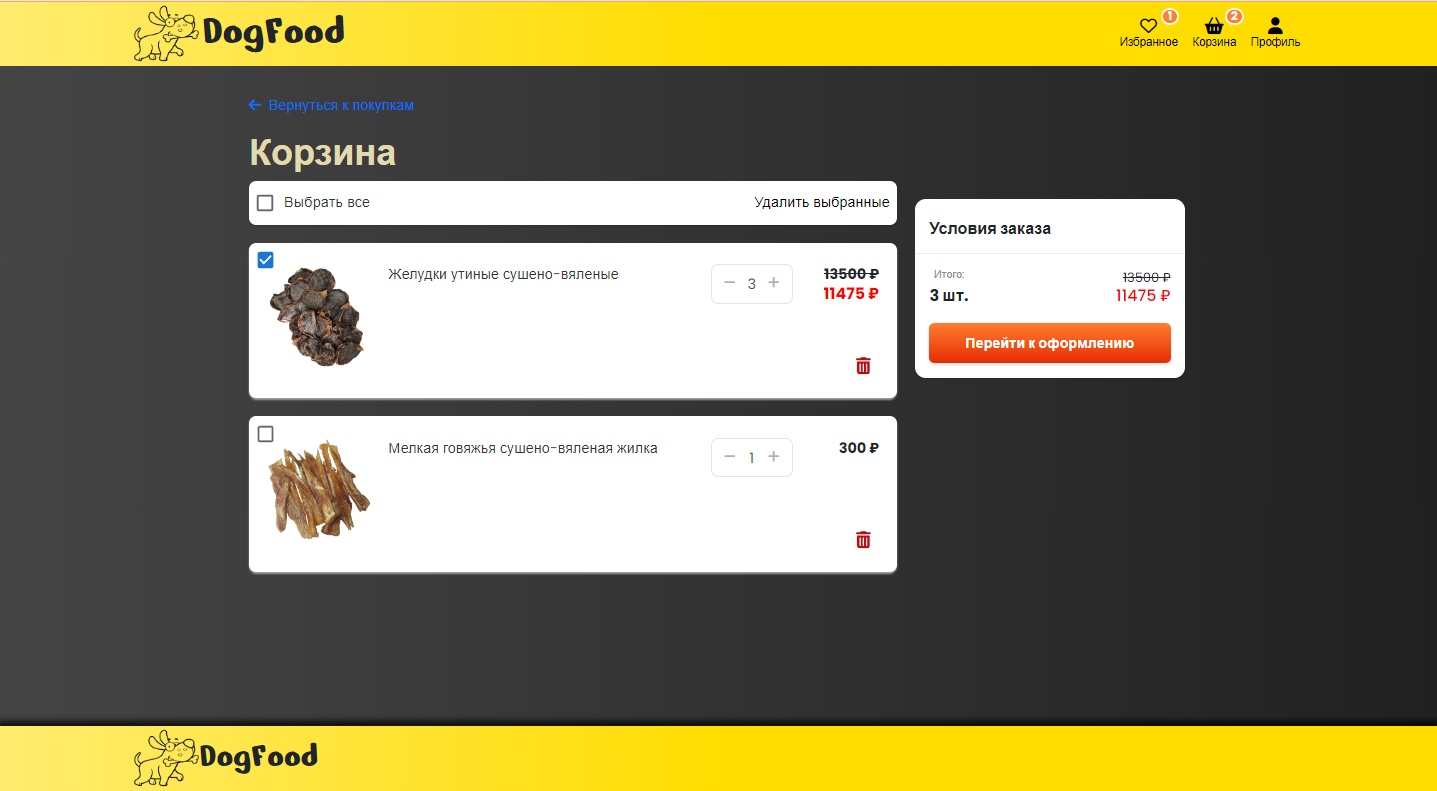 DogFood
1
2
Избранное
Корзина
Профиль
Вернуться к покупкам
Корзина
Выбрать все
Удалить выбранные
Желудки утиные сушено-вяленые
3
13500 ₽
11475 ₽
Мелкая говяжья сушено-вяленая жилка
1
300 ₽
Условия заказа
Итого:
13500 ₽
3 шт.
11475 ₽
Перейти к оформлению
DogFood